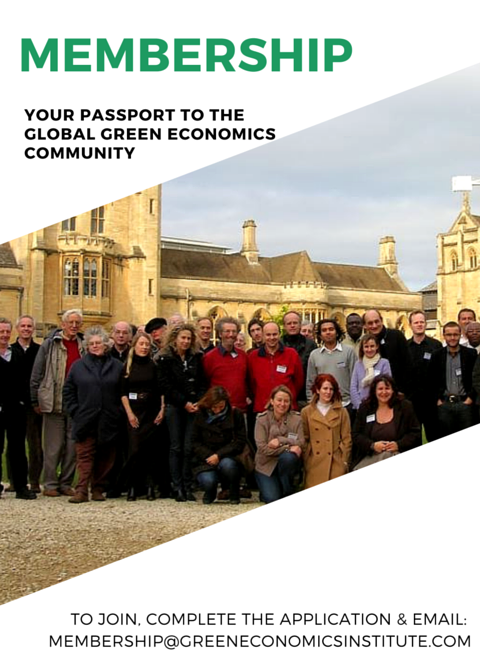 MEMBERSHIP
YOUR PASSPORT TO THE
GLOBAL GREEN ECONOMICS
COMMUNITY
TO JOIN, COMPLETE THE APPLICATION & EMAIL:
MEMBERSHIP@GREENECONOMICSINSTITUTE.COM